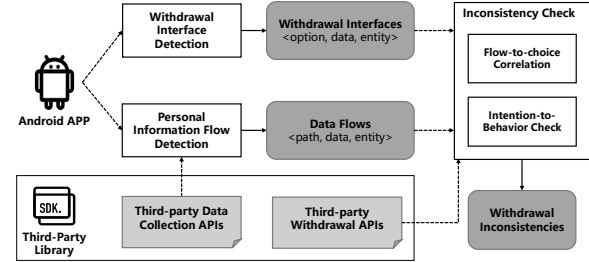 Withdrawal
Interface
Detection
Withdrawal Interfaces
<option, data, entity>
Inconsistency Check
Flow-to-choice
Correlation
Intention-to-
Behavior Check
Android APP
Personal
Information Flow
Detection
Data Flows
<path, data, entity>
SDK.
Third-Party
Library
Third-party Data
Collection APIs
Third-party
Withdrawal APIs
Withdrawal
Inconsistencies